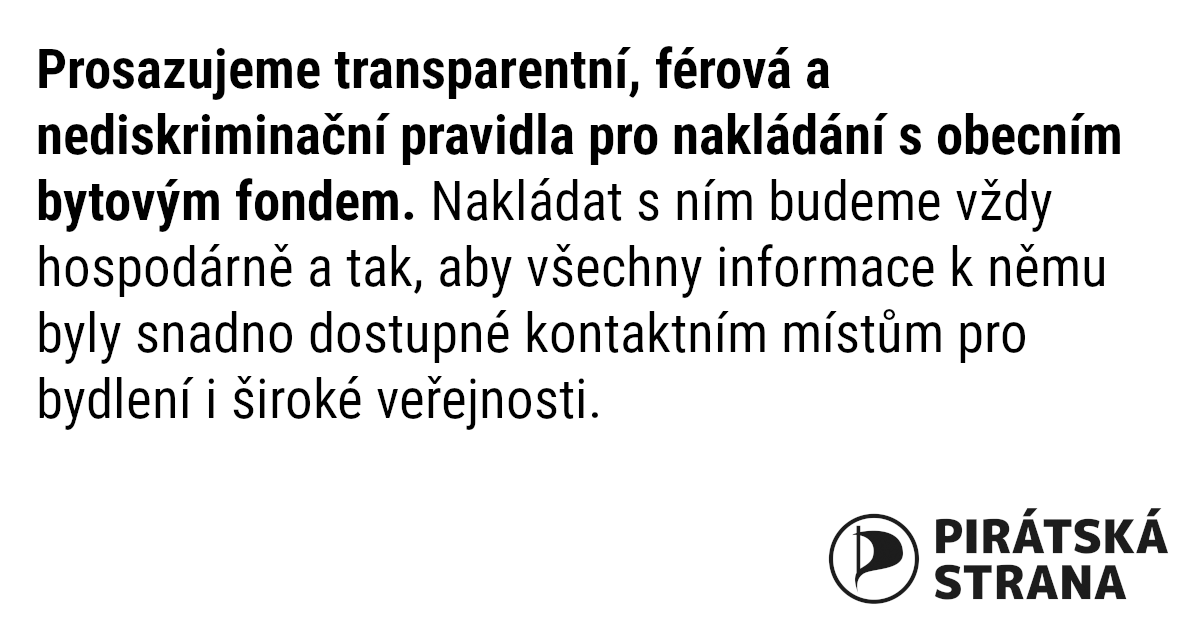 Prosazujeme transparentní, férová a
nediskriminační pravidla pro nakládání s obecním
bytovým fondem. Nakládat s ním budeme vždy
hospodárně a tak, aby všechny informace k němu
byly snadno dostupné kontaktním místům pro
bydlení i široké veřejnosti.
PIRÁTSKÁ
STRANA